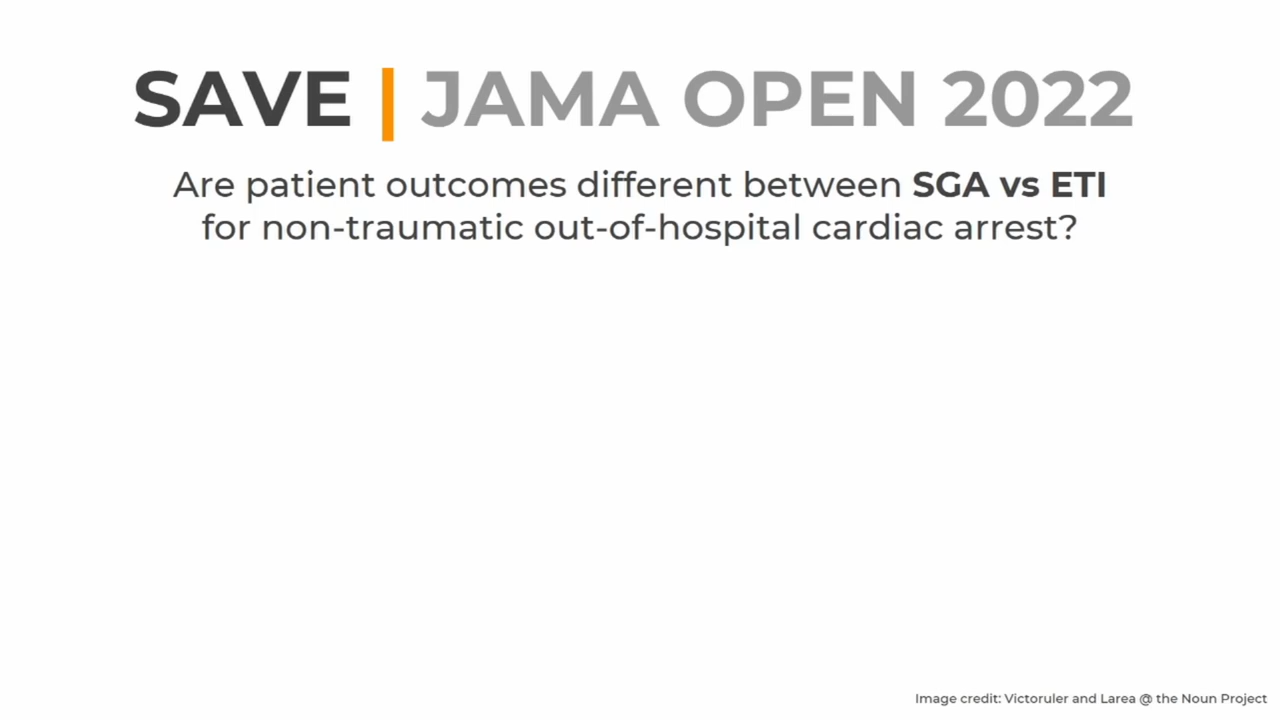 SAVE | JAMA OPEN 2022
Are patient outcomes different between SGA vs ETI
for non-traumatic out-of-hospital cardiac arrest?
Image credit: Victoruler and Larea @ the Noun Project